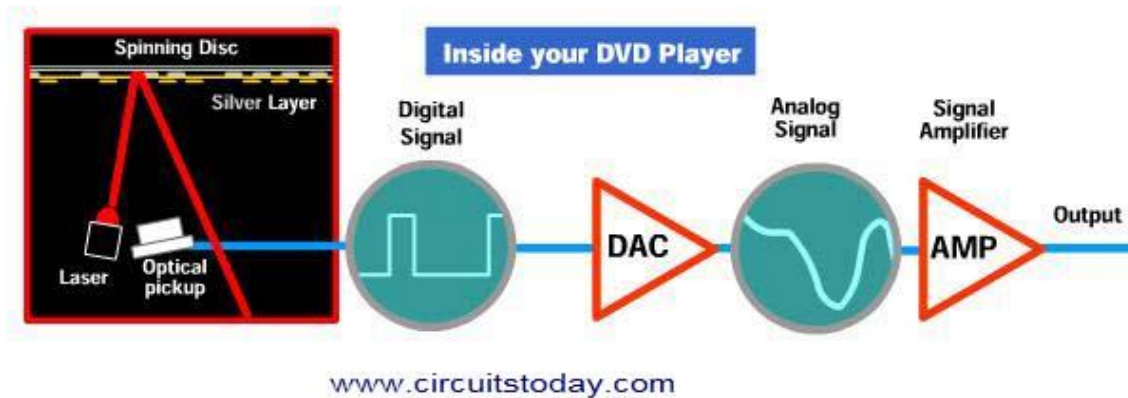 Inside your DVD Player
Spinning Disc
Silver Layer
Laser
Optical
pickup
Digital
Signal
DAC
Analog
Signal
Signal
Amplifier
AMP
Output
www.circuitstoday.com